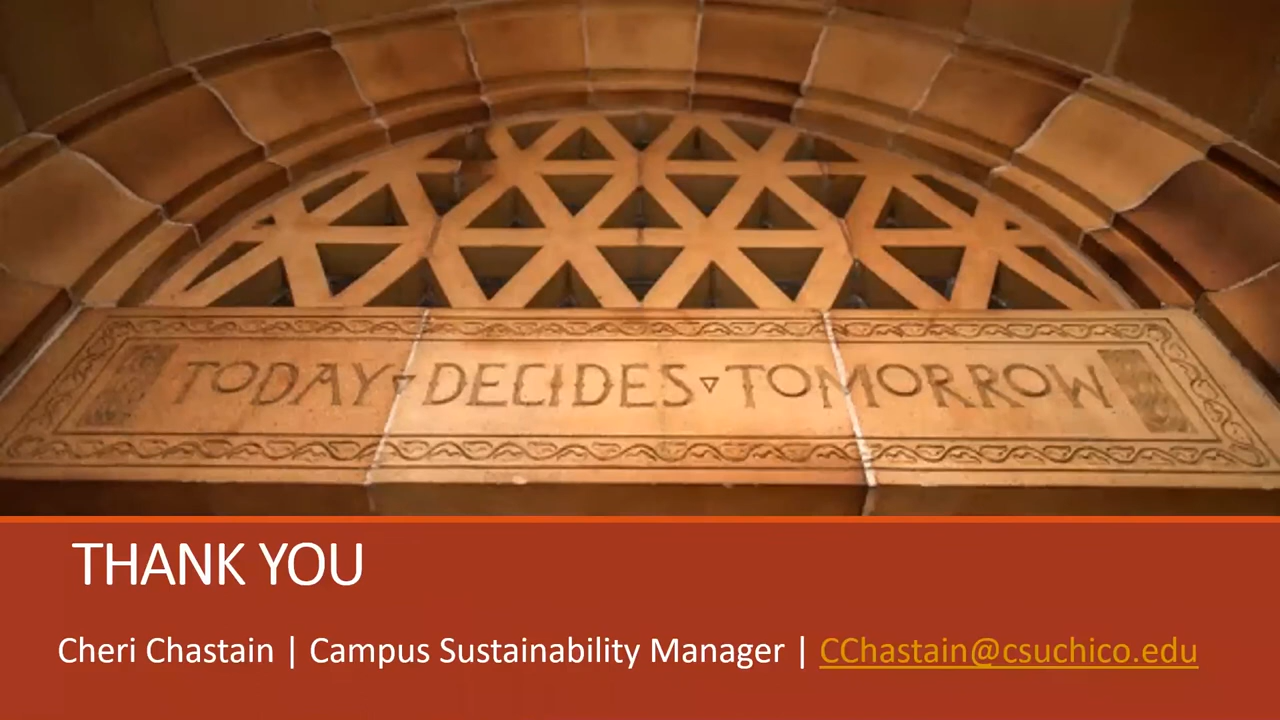 TODAY ▿ DECIDES ▿ TOMORROW
THANK YOU
Cheri Chastain | Campus Sustainability Manager | CChastain@csuchico.edu